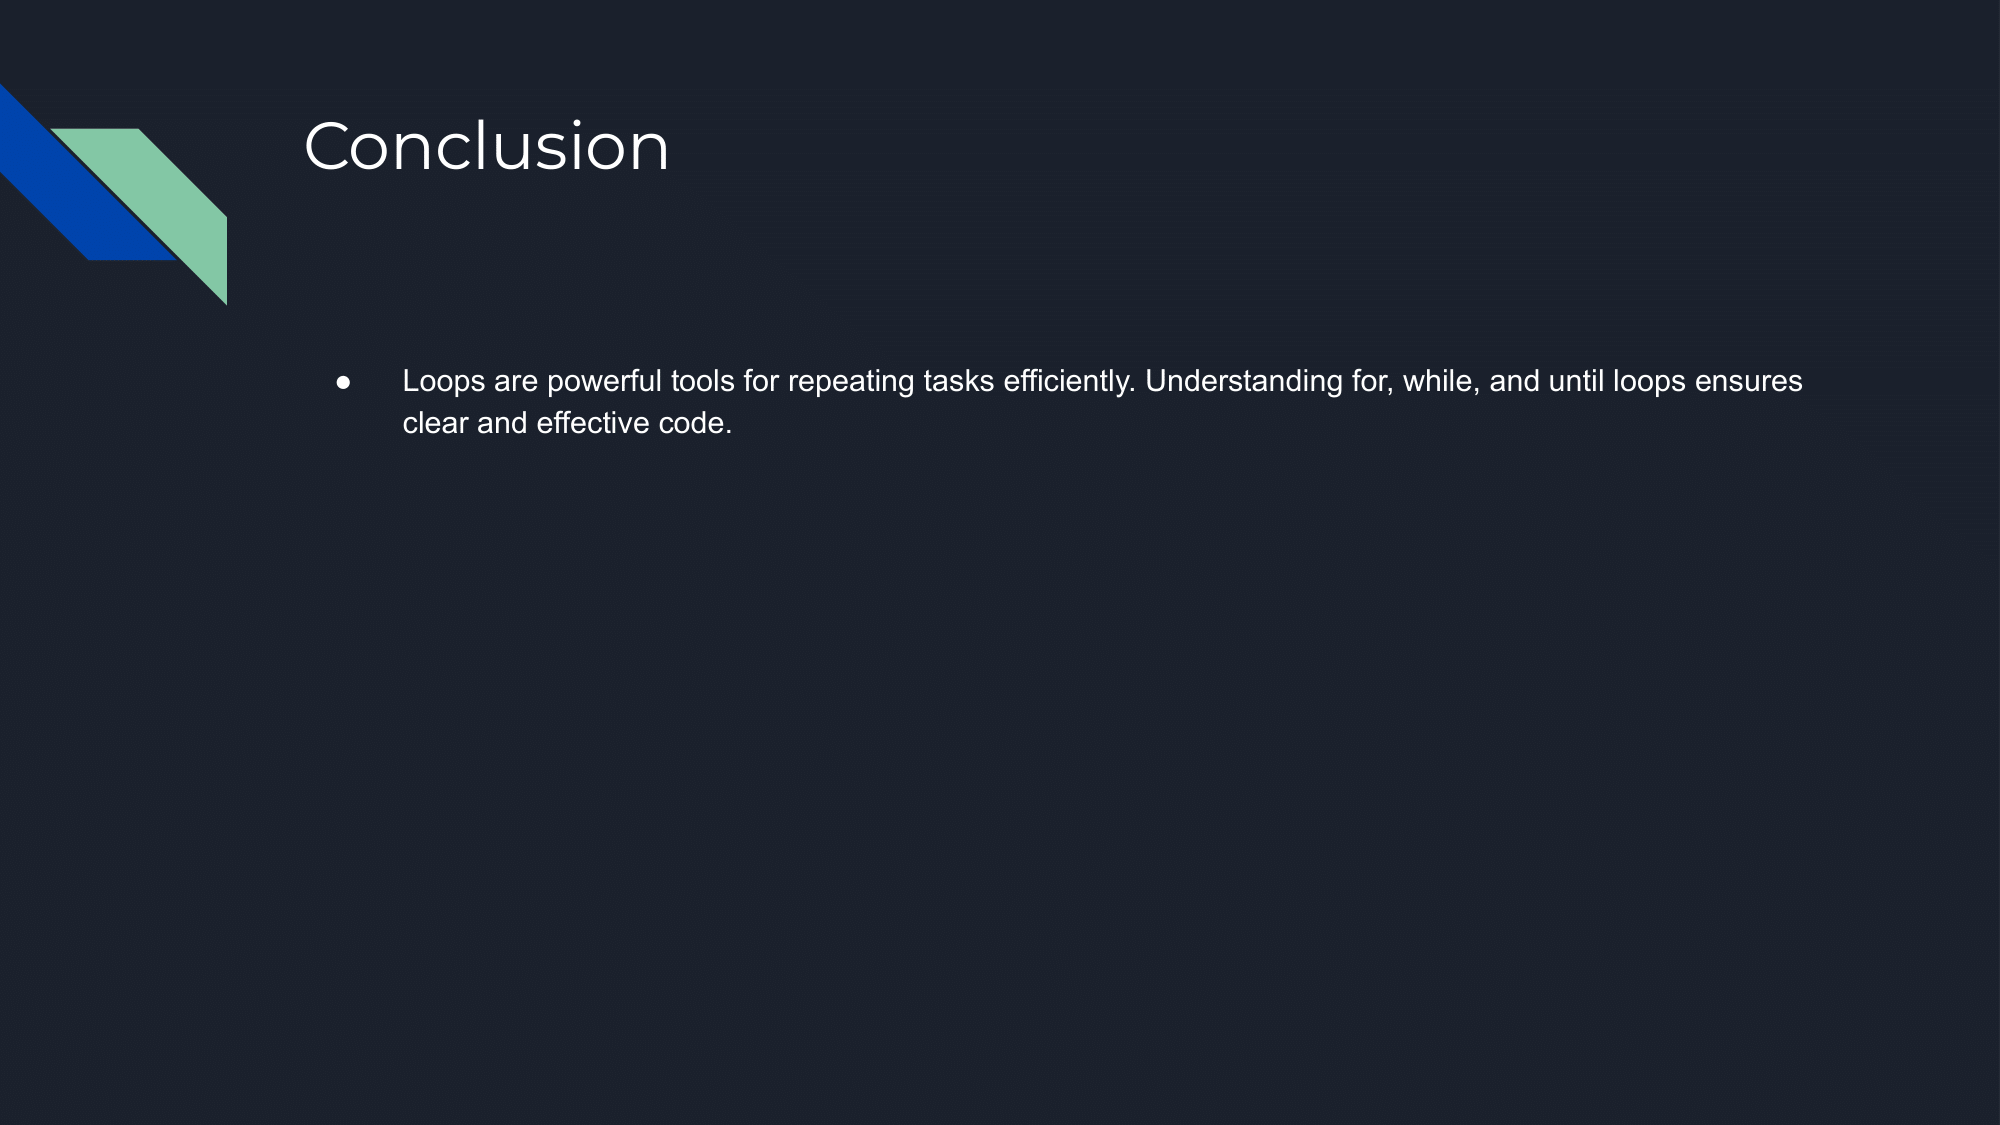 Conclusion
● Loops are powerful tools for repeating tasks efficiently. Understanding for, while, and until loops ensures
clear and effective code.